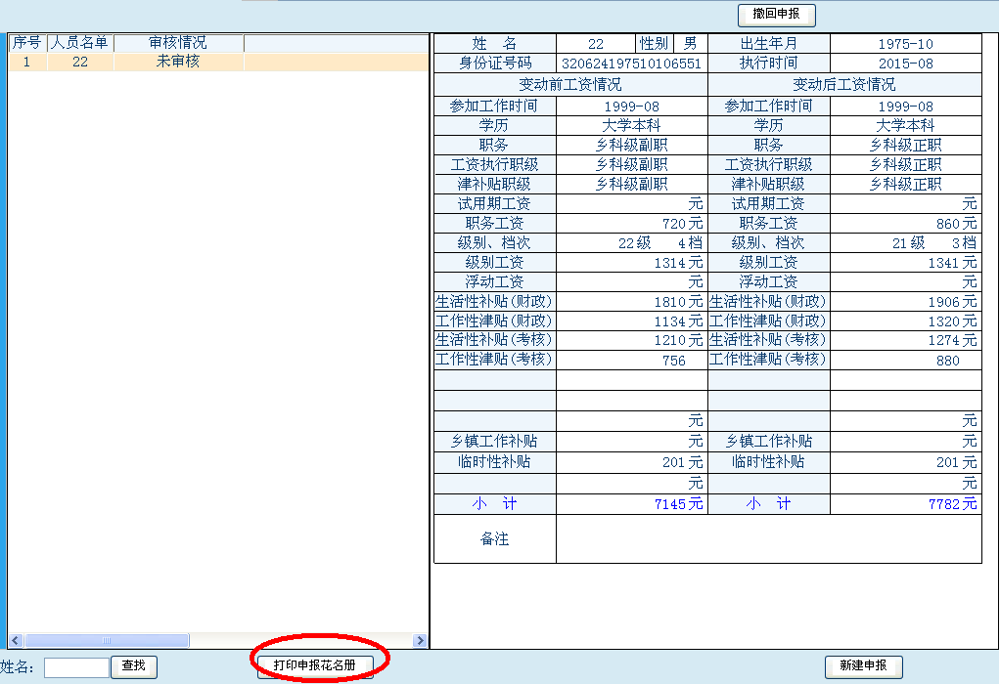 撤回申报
序号 人员名单 审核情况
1 22 未审核
姓 名 22 性别 男 出生年月 1975-10
身份证号码 320624197510106551 执行时间 2015-08
变动前工资情况 变动后工资情况
参加工作时间 1999-08 参加工作时间 1999-08
学历 大学本科 学历 大学本科
职务 乡科级副职 职务 乡科级正职
工资执行职级 乡科级副职 工资执行职级 乡科级正职
津补贴职级 乡科级副职 津补贴职级 乡科级正职
试用期工资 元 试用期工资 元
职务工资 720元 职务工资 860元
级别、档次 22级 4档 级别、档次 21级 3档
级别工资 1314元 级别工资 1341元
浮动工资 元 浮动工资 元
生活性补贴(财政) 1810元 生活性补贴(财政) 1906元
工作性津贴(财政) 1134元 工作性津贴(财政) 1320元
生活性补贴(考核) 1210元 生活性补贴(考核) 1274元
工作性津贴(考核) 756 工作性津贴(考核) 880
元 元
乡镇工作补贴 元 乡镇工作补贴 元
临时性补贴 201元 临时性补贴 201元
元 元
小 计 7145元 小 计 7782元
备注
姓名: 查找 打印申报花名册 新建申报